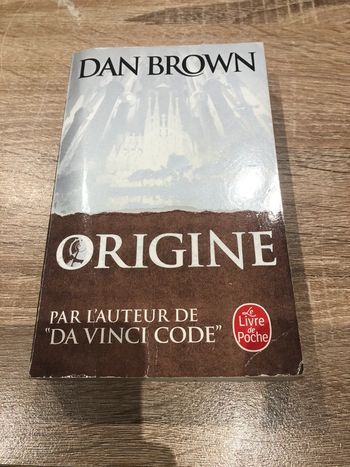 DAN BROWN
ORIGINE
PAR L'AUTEUR DE
"DA VINCI CODE"
Le
Livre
de
Poche